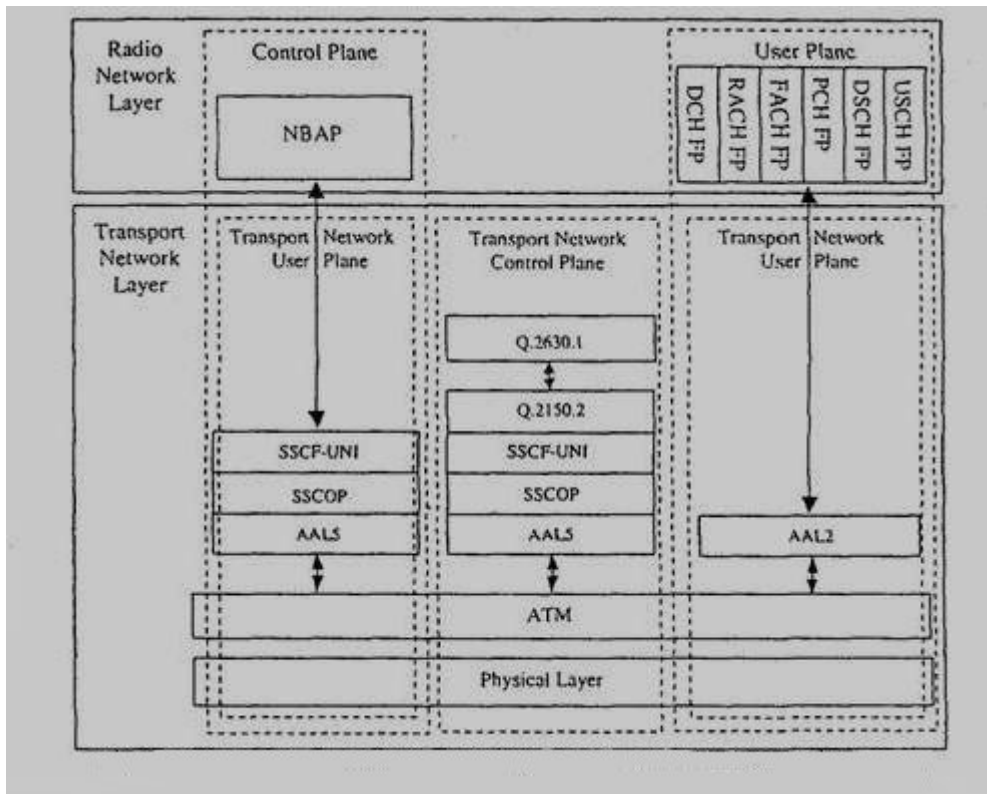 Radio
Network
Layer
Control Plane
NBAP
User Plane
DCH FP
RACH FP
FACH FP
PCH FP
DSCH FP
USCH FP
Transport
Network
Layer
Transport Network
User Plane
Transport Network
Control Plane
Transport Network
User Plane
Q.2630.1
Q.2150.2
SSCF-UNI
SSCOP
AAL5
SSCF-UNI
SSCOP
AAL5
AAL2
ATM
Physical Layer